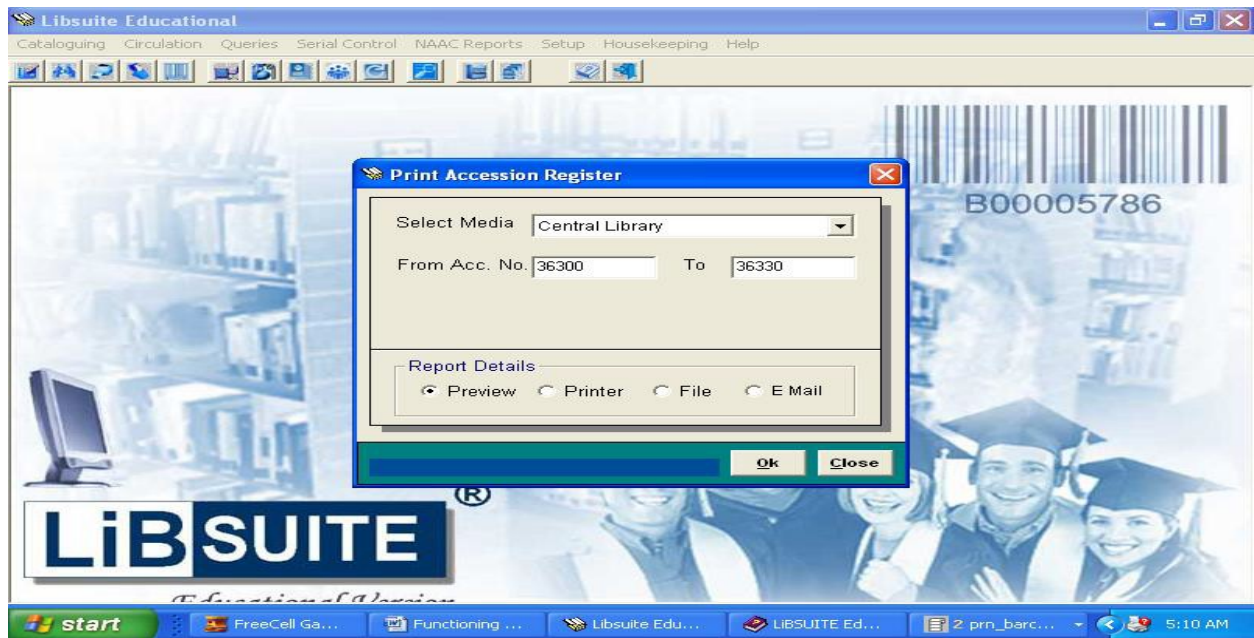 Libsuite Educational
Cataloguing Circulation Queries Serial Control NAAC Reports Setup Housekeeping Help
B00005786
Print Accession Register
Select Media Central Library
From Acc. No. 36300 To 36330
Report Details
Preview Printer File E Mail
Ok Close
LiBSUITE ®
Educational Version
start FreeCell Ga... Functioning ... Libsuite Edu... LIBSUITE Ed... 2 prn_barc... 5:10 AM